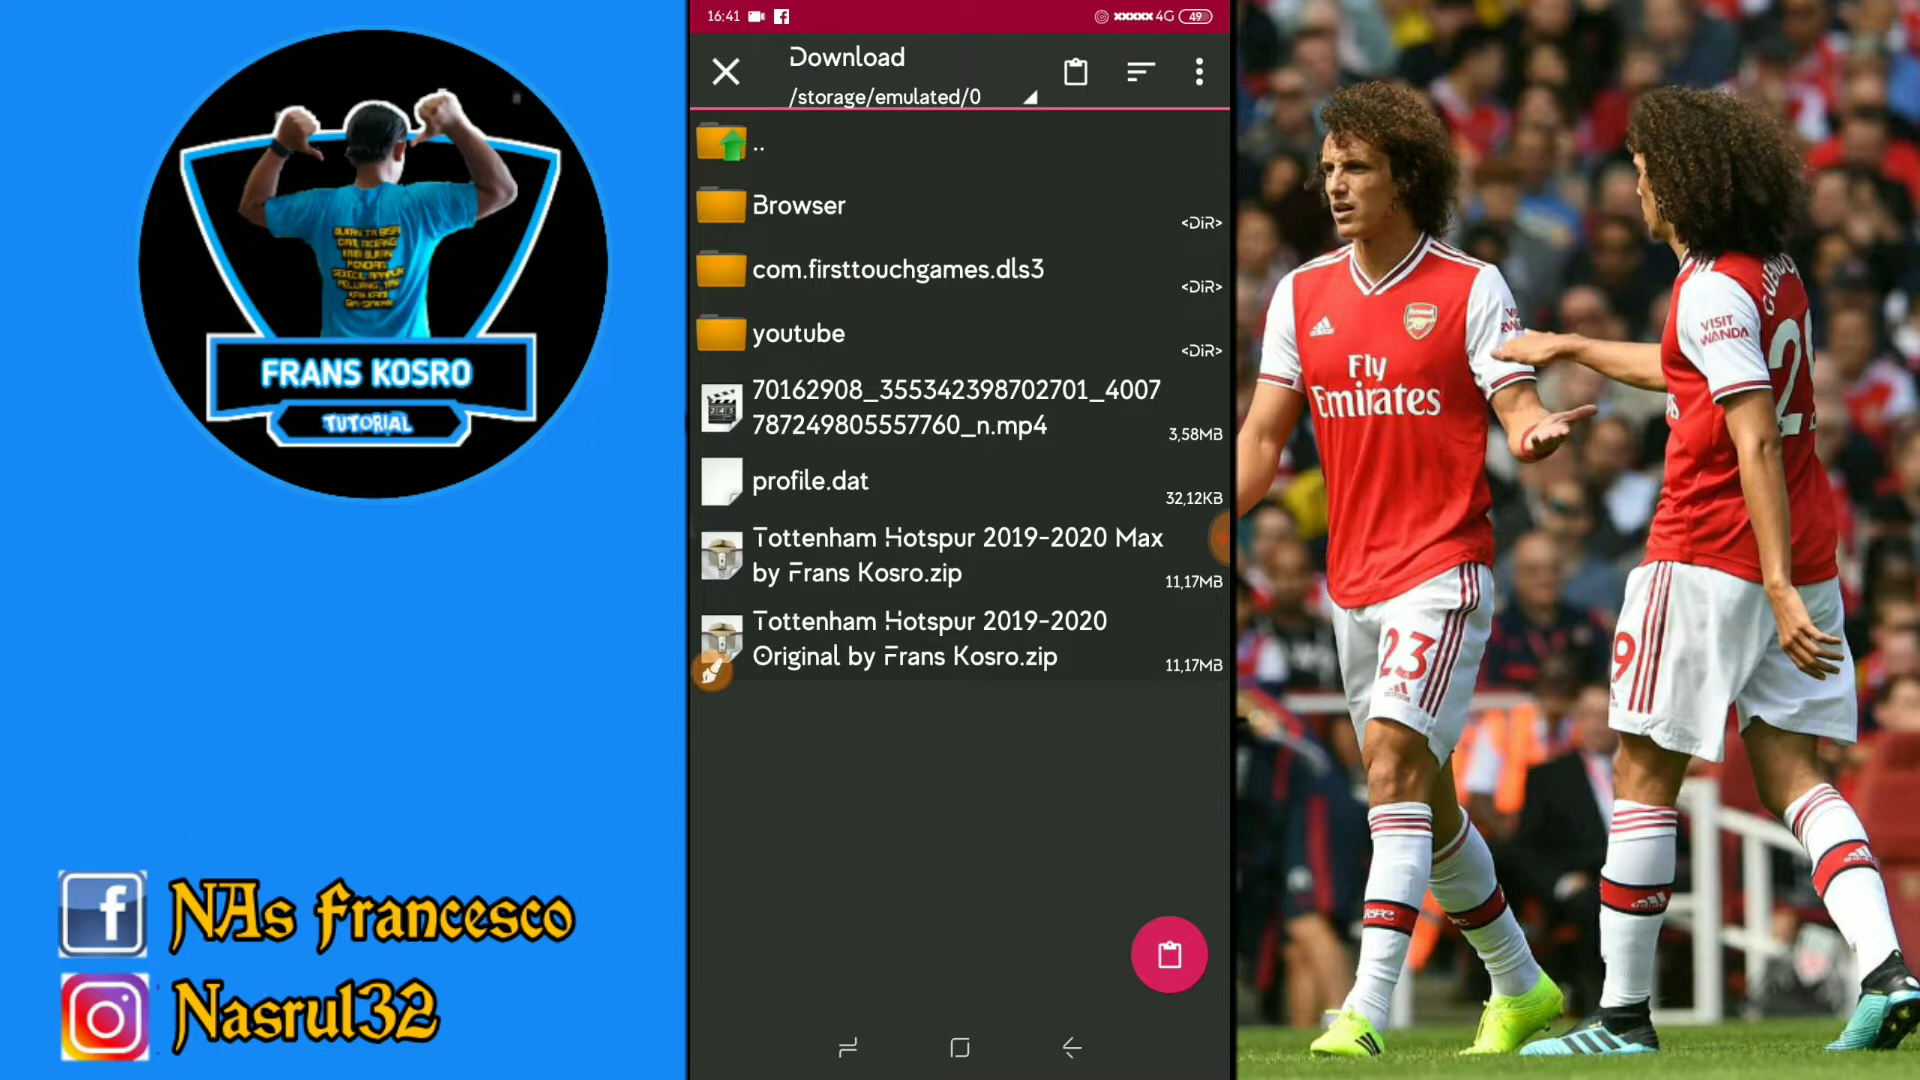 FRANS KOSRO
TUTORIAL
NAs Francesco
Nasrul32
16:41
xxxxx 4G 49
Download
/storage/emulated/0
..
Browser
<DIR>
com.firsttouchgames.dls3
<DIR>
youtube
<DIR>
70162908_355342398702701_4007
787249805557760_n.mp4
3,58MB
profile.dat
32,12KB
Tottenham Hotspur 2019-2020 Max
by Frans Kosro.zip
11,17MB
Tottenham Hotspur 2019-2020
Original by Frans Kosro.zip
11,17MB
Fly
Emirates
23
VISIT
WANDA
9